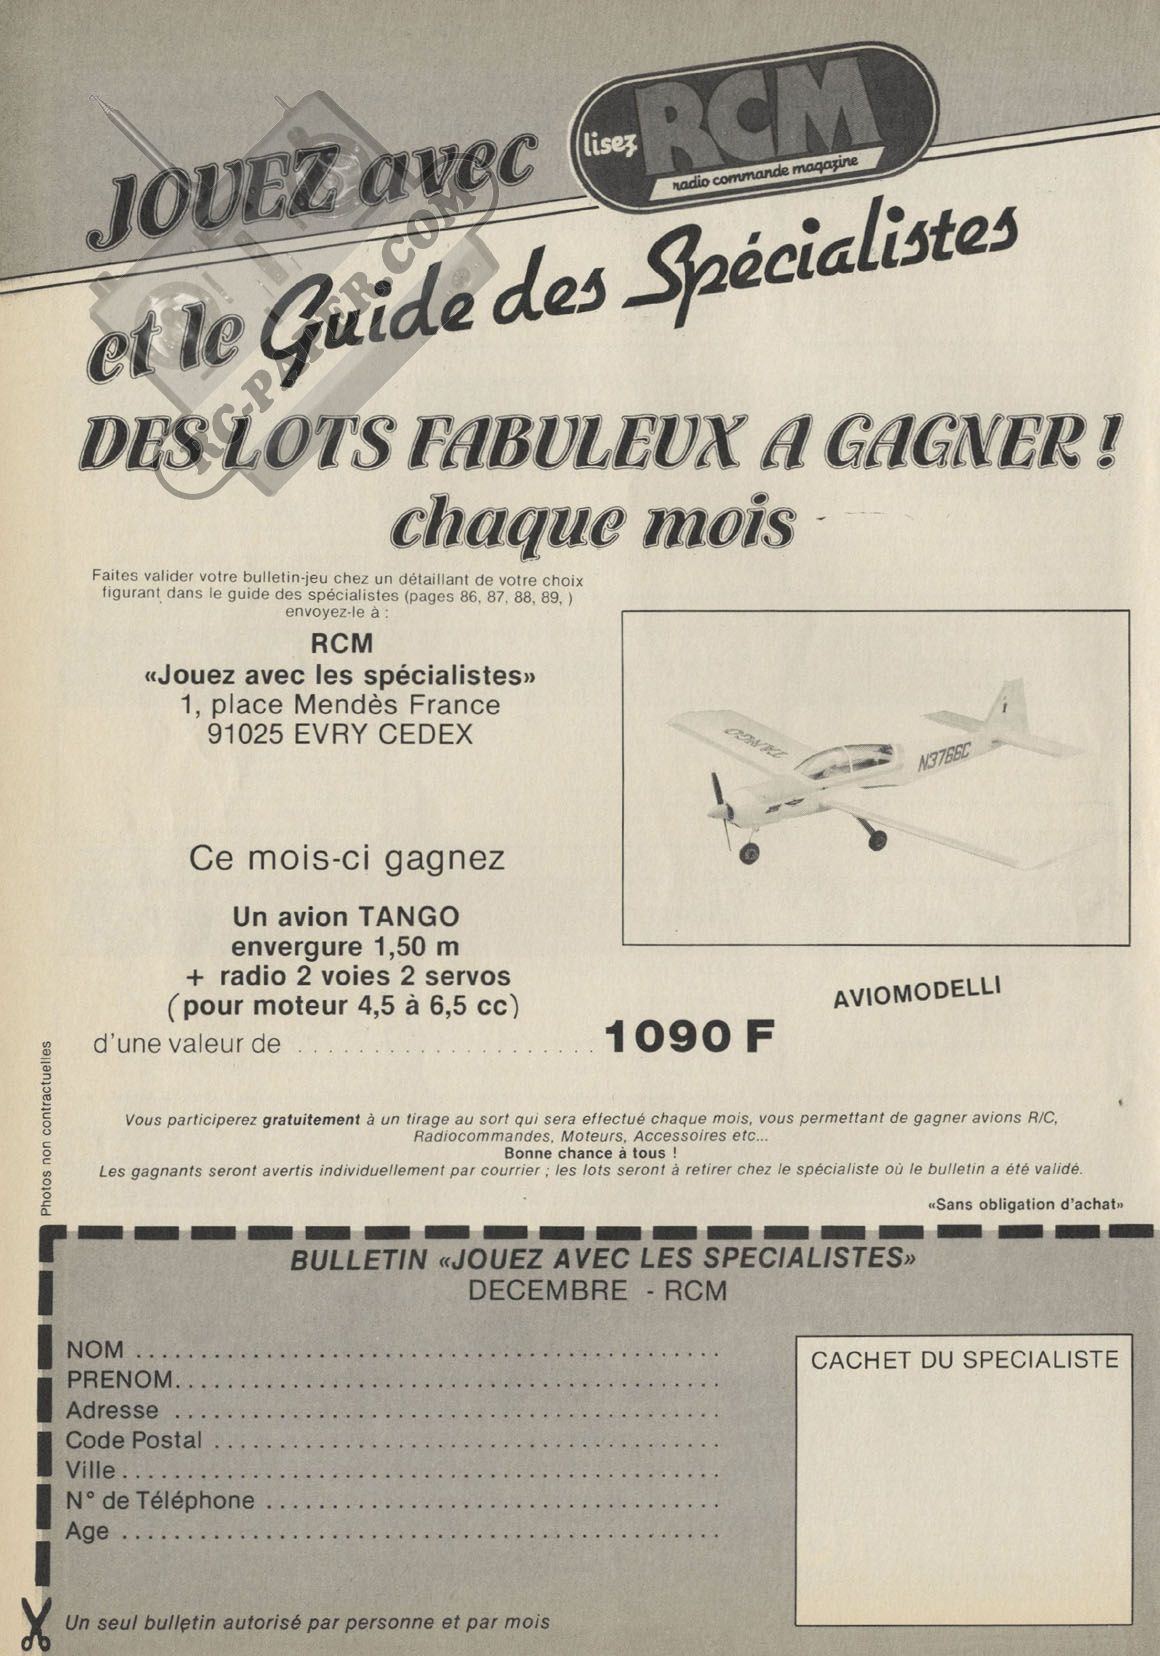 JOUEZ avec
lisez
RCM
radio commande magazine
et le Guide des Spécialistes
RC-PAPIER.COM
DES LOTS FABULEUX A GAGNER !
chaque mois
Faites valider votre bulletin-jeu chez un détaillant de votre choix
figurant dans le guide des spécialistes (pages 86, 87, 88, 89, )
envoyez-le à :
RCM
«Jouez avec les spécialistes»
1, place Mendès France
91025 EVRY CEDEX
TANGO
N3766C
Ce mois-ci gagnez
Un avion TANGO
envergure 1,50 m
+ radio 2 voies 2 servos
(pour moteur 4,5 à 6,5 cc)
AVIOMODELLI
d'une valeur de .................... 1090 F
Photos non contractuelles
Vous participerez gratuitement à un tirage au sort qui sera effectué chaque mois, vous permettant de gagner avions R/C,
Radiocommandes, Moteurs, Accessoires etc...
Bonne chance à tous !
Les gagnants seront avertis individuellement par courrier ; les lots seront à retirer chez le spécialiste où le bulletin a été validé.
«Sans obligation d'achat»
BULLETIN «JOUEZ AVEC LES SPECIALISTES»
DECEMBRE - RCM
NOM ........................................
PRENOM........................................
Adresse ........................................
Code Postal ........................................
Ville........................................
N° de Téléphone ........................................
Age ........................................
CACHET DU SPECIALISTE
Un seul bulletin autorisé par personne et par mois